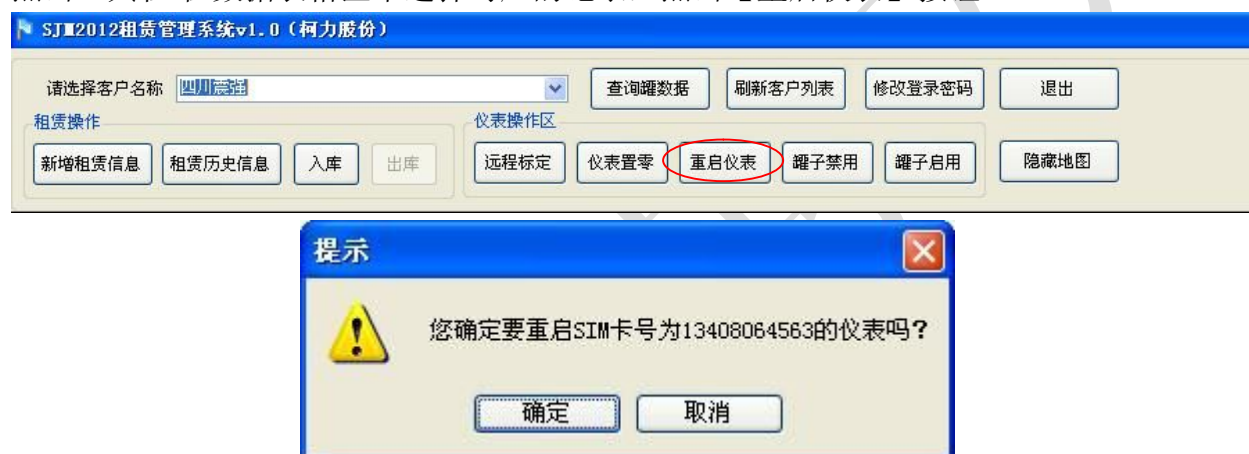 SJM2012租赁管理系统v1.0(柯力股份)
请选择客户名称 四川震强 查询罐数据 刷新客户列表 修改登录密码 退出
租赁操作 仪表操作区
新增租赁信息 租赁历史信息 入库 出库 远程标定 仪表置零 重启仪表 罐子禁用 罐子启用 隐藏地图
提示
您确定要重启SIM卡号为13408064563的仪表吗?
确定 取消